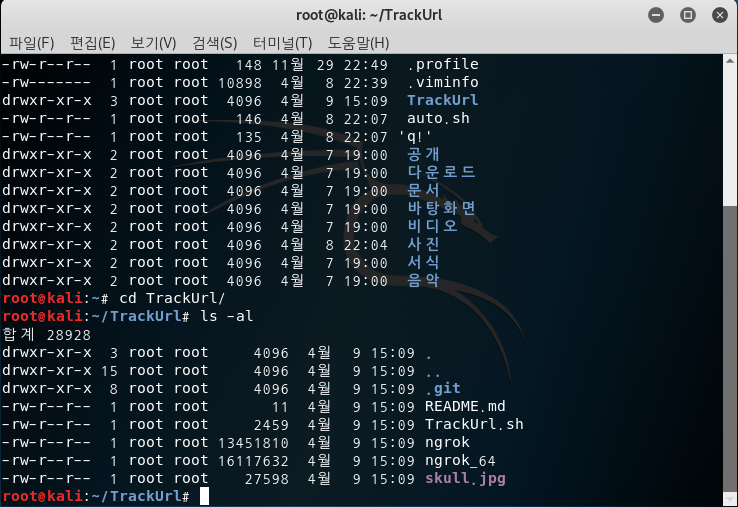 root@kali: ~/TrackUrl
파일(F) 편집(E) 보기(V) 검색(S) 터미널(T) 도움말(H)
-rw-r--r-- 1 root root 148 11월 29 22:49 .profile
-rw------- 1 root root 10898 4월 8 22:39 .viminfo
drwxr-xr-x 3 root root 4096 4월 9 15:09 TrackUrl
-rw-r--r-- 1 root root 146 4월 8 22:07 auto.sh
-rw-r--r-- 1 root root 135 4월 8 22:07 'q!'
drwxr-xr-x 2 root root 4096 4월 7 19:00 공개
drwxr-xr-x 2 root root 4096 4월 7 19:00 다운로드
drwxr-xr-x 2 root root 4096 4월 7 19:00 문서
drwxr-xr-x 2 root root 4096 4월 7 19:00 바탕화면
drwxr-xr-x 2 root root 4096 4월 7 19:00 비디오
drwxr-xr-x 2 root root 4096 4월 8 22:04 사진
drwxr-xr-x 2 root root 4096 4월 7 19:00 서식
drwxr-xr-x 2 root root 4096 4월 7 19:00 음악
root@kali:~# cd TrackUrl/
root@kali:~/TrackUrl# ls -al
합계 28928
drwxr-xr-x 3 root root 4096 4월 9 15:09 .
drwxr-xr-x 15 root root 4096 4월 9 15:09 ..
drwxr-xr-x 8 root root 4096 4월 9 15:09 .git
-rw-r--r-- 1 root root 11 4월 9 15:09 README.md
-rw-r--r-- 1 root root 2459 4월 9 15:09 TrackUrl.sh
-rw-r--r-- 1 root root 13451810 4월 9 15:09 ngrok
-rw-r--r-- 1 root root 16117632 4월 9 15:09 ngrok_64
-rw-r--r-- 1 root root 27598 4월 9 15:09 skull.jpg
root@kali:~/TrackUrl#